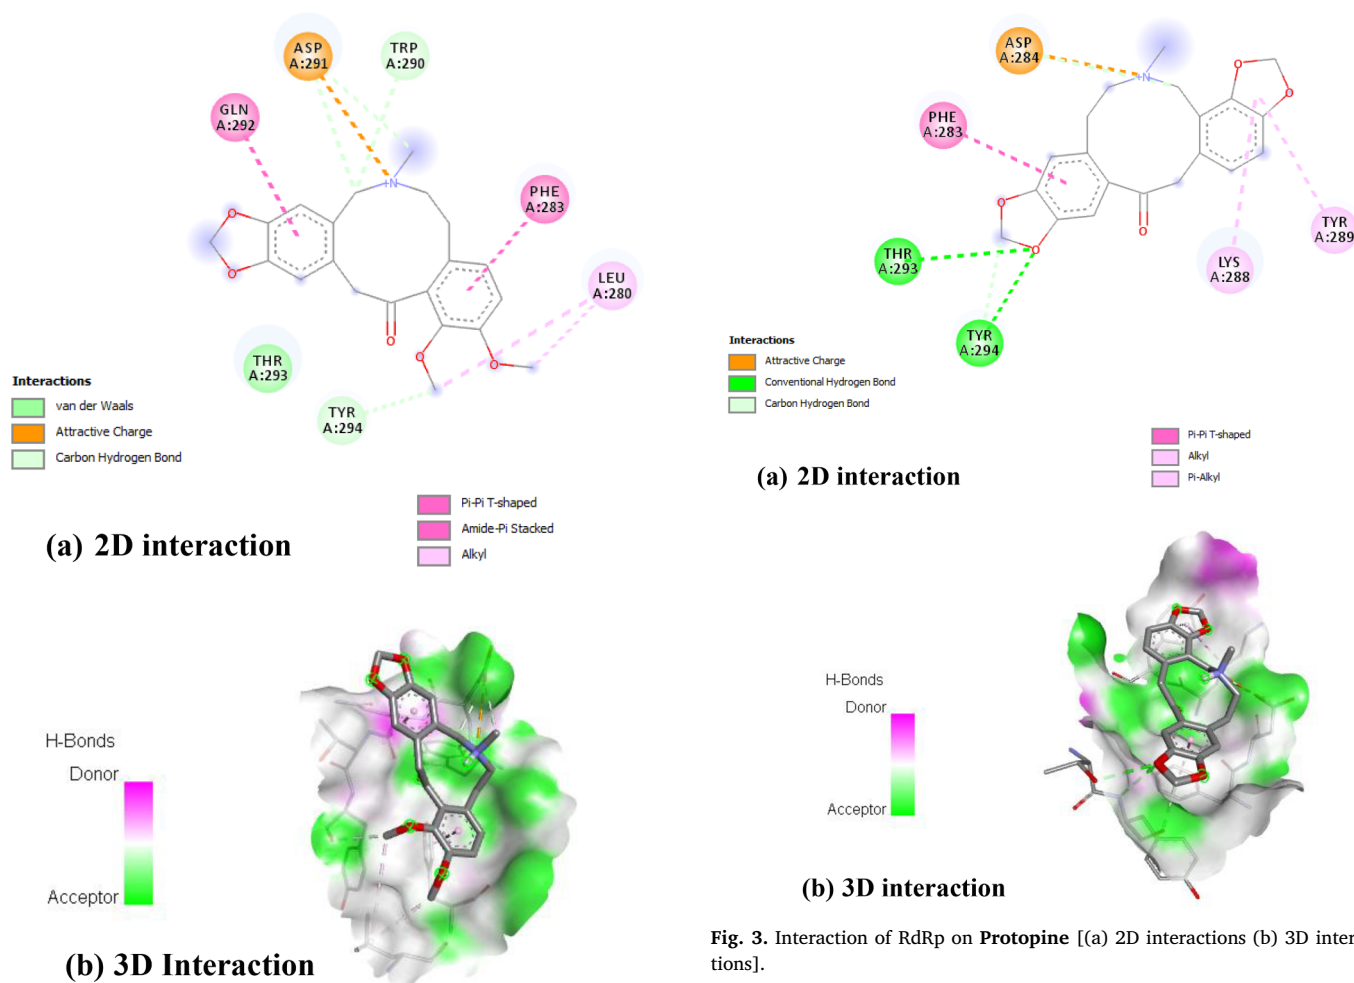 ASP
A:291
TRP
A:290
GLN
A:292
PHE
A:283
LEU
A:280
+N
O
O
O
O
O
THR
A:293
TYR
A:294
Interactions
van der Waals
Attractive Charge
Carbon Hydrogen Bond
Pi-Pi T-shaped
Amide-Pi Stacked
Alkyl
(a) 2D interaction
H-Bonds
Donor
Acceptor
(b) 3D Interaction
ASP
A:284
PHE
A:283
+N
O
O
O
O
O
THR
A:293
TYR
A:294
LYS
A:288
TYR
A:289
Interactions
Attractive Charge
Conventional Hydrogen Bond
Carbon Hydrogen Bond
Pi-Pi T-shaped
Alkyl
Pi-Alkyl
(a) 2D interaction
H-Bonds
Donor
Acceptor
(b) 3D interaction
Fig. 3. Interaction of RdRp on Protopine [(a) 2D interactions (b) 3D inter
tions].